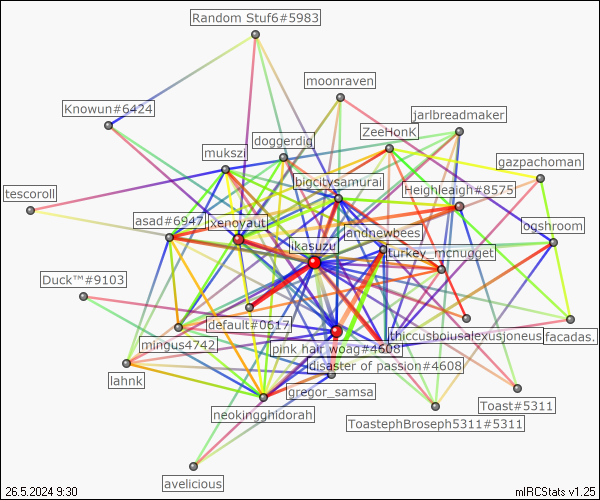 Random Stuf6#5983
moonraven
Knowun#6424
jarlbreadmaker
ZeeHonK
doggerdig
mukszi
gazpachoman
bigcitysamurai
Heighleaigh#8575
tescoroll
asad#6947
xenoyaut
ogshroom
andnewbees
ikasuzu
turkey_mcnugget
Duck™#9103
default#0617
thiccusboiusalexusjoneus
facadas.
mingus4742
pink hair woag#4608
disaster of passion#4608
lahnk
gregor_samsa
Toast#5311
neokingghidorah
ToastephBroseph5311#5311
avelicious
26.5.2024 9:30
mIRCStats v1.25